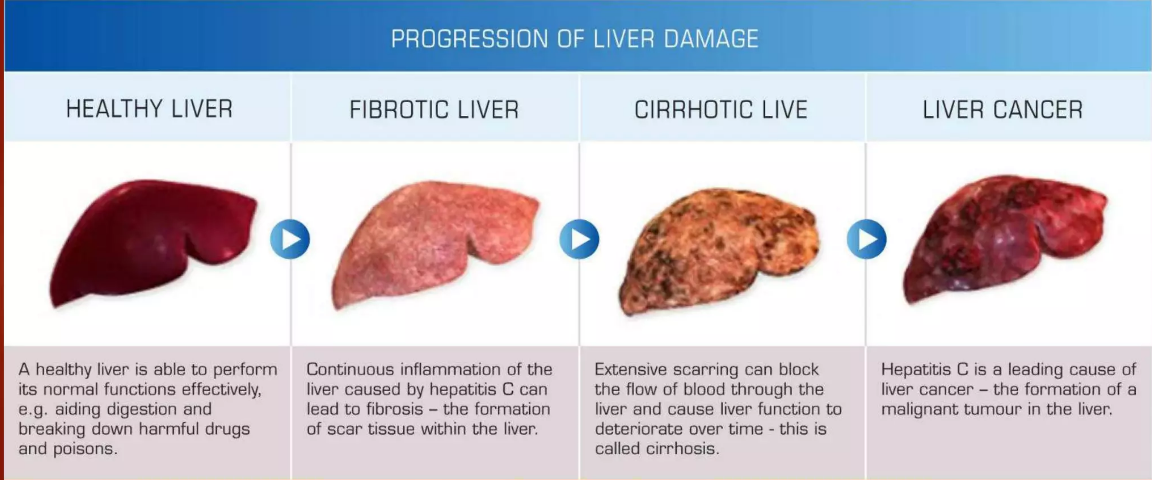 PROGRESSION OF LIVER DAMAGE
HEALTHY LIVER
FIBROTIC LIVER
CIRRHOTIC LIVE
LIVER CANCER
A healthy liver is able to perform
its normal functions effectively,
e.g. aiding digestion and
breaking down harmful drugs
and poisons.
Continuous inflammation of the
liver caused by hepatitis C can
lead to fibrosis – the formation
of scar tissue within the liver.
Extensive scarring can block
the flow of blood through the
liver and cause liver function to
deteriorate over time - this is
called cirrhosis.
Hepatitis C is a leading cause of
liver cancer – the formation of a
malignant tumour in the liver.